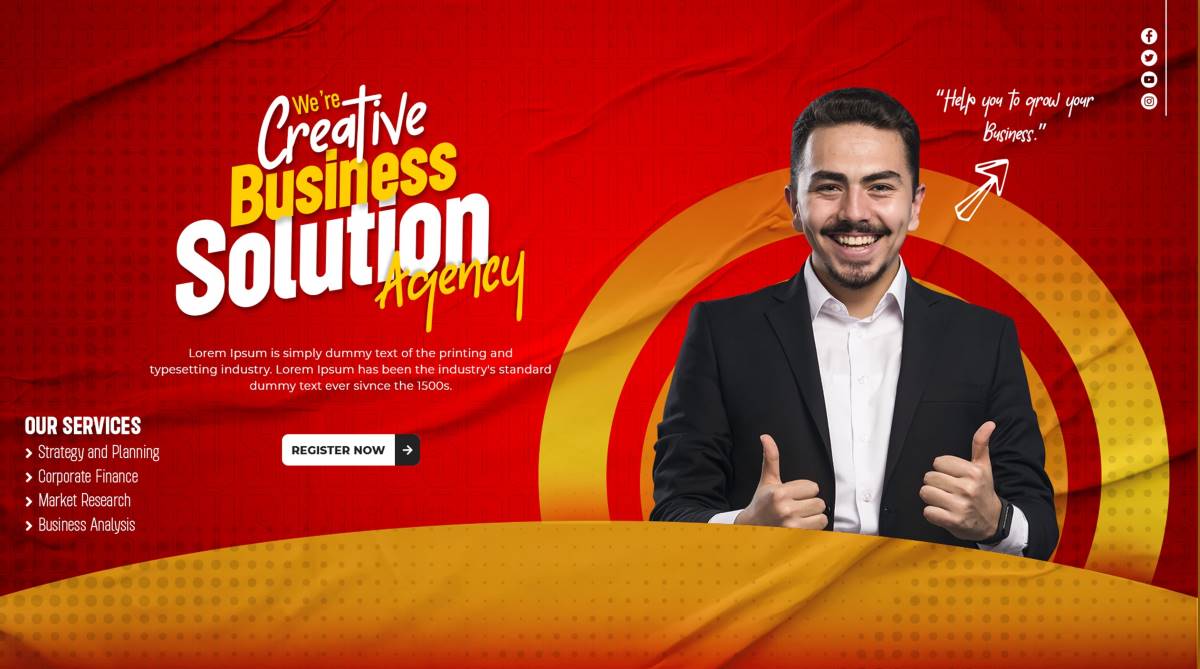 We're
Creative
Business
Solution
Agency
Lorem Ipsum is simply dummy text of the printing and
typesetting industry. Lorem Ipsum has been the industry's standard
dummy text ever sivnce the 1500s.
REGISTER NOW
OUR SERVICES
Strategy and Planning
Corporate Finance
Market Research
Business Analysis
“Help you to grow your
Business.”